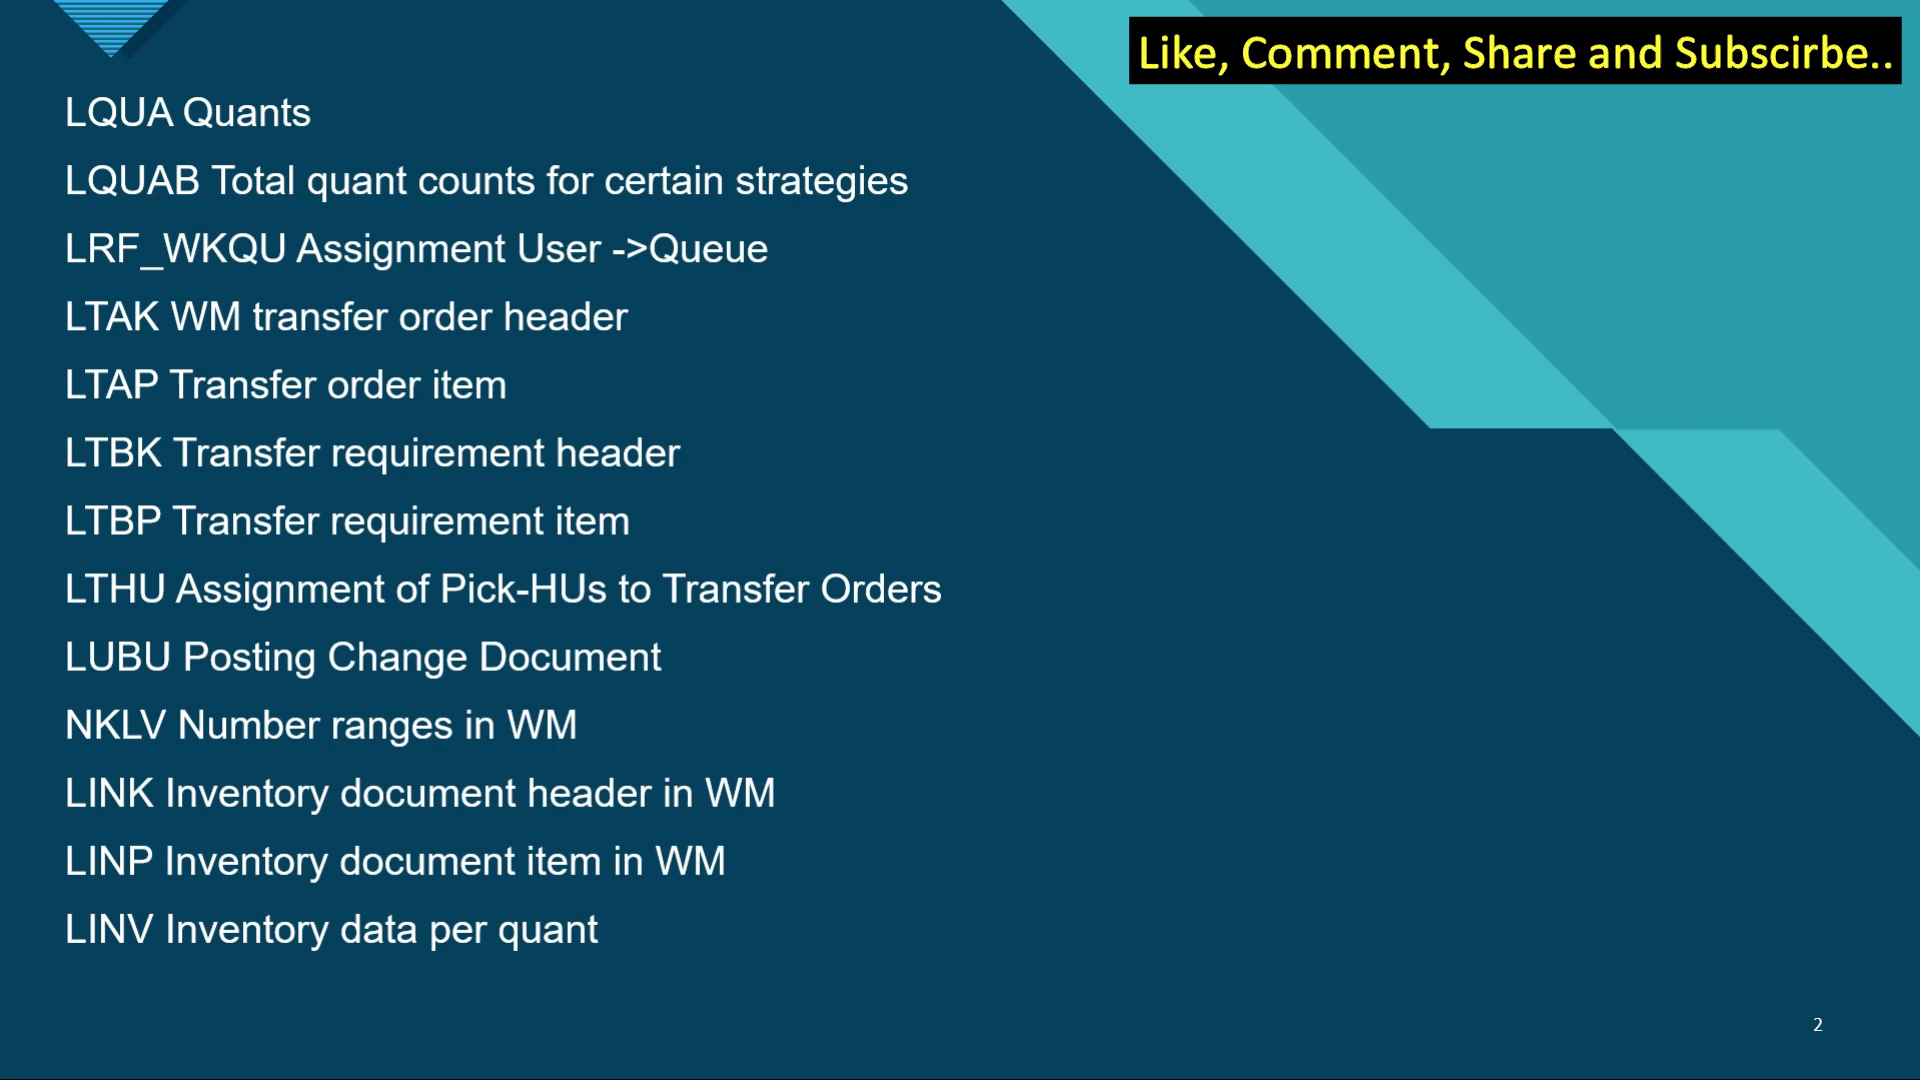 Like, Comment, Share and Subscirbe..
LQUA Quants
LQUAB Total quant counts for certain strategies
LRF_WKQU Assignment User ->Queue
LTAK WM transfer order header
LTAP Transfer order item
LTBK Transfer requirement header
LTBP Transfer requirement item
LTHU Assignment of Pick-HUs to Transfer Orders
LUBU Posting Change Document
NKLV Number ranges in WM
LINK Inventory document header in WM
LINP Inventory document item in WM
LINV Inventory data per quant
2